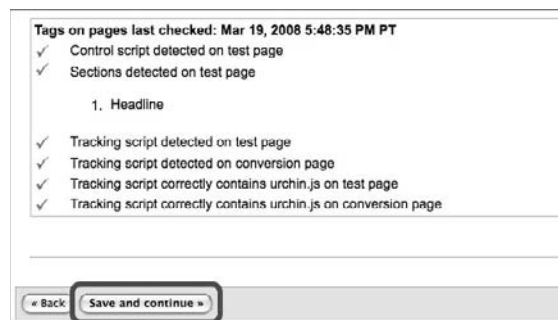 Tags on pages last checked: Mar 19, 2008 5:48:35 PM PT
✓ Control script detected on test page
✓ Sections detected on test page
1. Headline
✓ Tracking script detected on test page
✓ Tracking script detected on conversion page
✓ Tracking script correctly contains urchin.js on test page
✓ Tracking script correctly contains urchin.js on conversion page
« Back Save and continue »